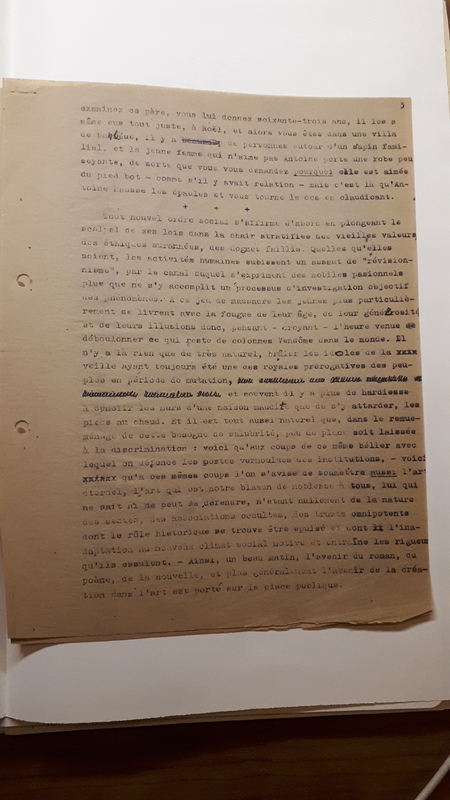 3
examinez ce père, vous lui donnez soixante-trois ans, il les a
même eus tout juste, à Noël, et alors vous êtes dans une villa
de banlieue, il y a de personnes autour d'un sapin fami-
lial, et la jeune femme qui n'aime pas Antoine porte une robe peu
seyante, de sorte que vous vous demandez pourquoi elle est aimée
du pied bot - comme s'il y avait relation - mais c'est là qu'An-
toine hausse les épaules et vous tourne le dos en claudicant.
+ + +
Tout nouvel ordre social s'affirme d'abord en plongeant le
scalpel de ses lois dans la chair stratifiée des vieilles valeurs,
des éthiques surannées, des dogmes faillis. Quelles qu'elles
soient, les activités humaines subissent un assaut de "révision-
nisme", par le canal duquel s'expriment des mobiles pasionnels
plus que ne s'y accomplit un processus d'investigation objectif
des phénomènes. A ce jeu de massacre les jeunes plus particuliè-
rement se livrent avec la fougue de leur âge, de leur générosité
et de leurs illusions donc, pensant - croyant - l'heure venue de
déboulonner ce qui reste de colonnes Vendôme dans le monde. Il
n'y a là rien que de très naturel, brûler les idoles de la xxxx
veille ayant toujours été une des royales prérogatives des peu-
ples en période de mutation, et souvent il y a plus de hardiesse
à démolir les murs d'une maison maudite que de s'y attarder, les
pieds au chaud. Et il est tout aussi naturel que, dans le remue-
ménage de cette besogne de salubrité, peu de place soit laissée
à la discrimination : voici qu'aux coups de ce même bélier avec
lequel on défonce les portes vermoulues des institutions, - voici
xxxxxx qu'à ces mêmes coups l'on s'avise de soumettre aussi l'art
éternel, l'art qui est notre blason de noblesse à tous, lui qui
ne sait ni ne peut se défendre, n'étant nullement de la nature
des sectes, des associations occultes, des trusts omnipotents
dont le rôle historique se trouve être épuisé et dont l'ina-
daptation au nouveau climat social motive et entraîne les rigueurs
qu'ils essuient. - Ainsi, un beau matin, l'avenir du roman, du
poème, de la nouvelle, et plus généralement l'avenir de la créa-
tion dans l'art est porté sur la place publique.